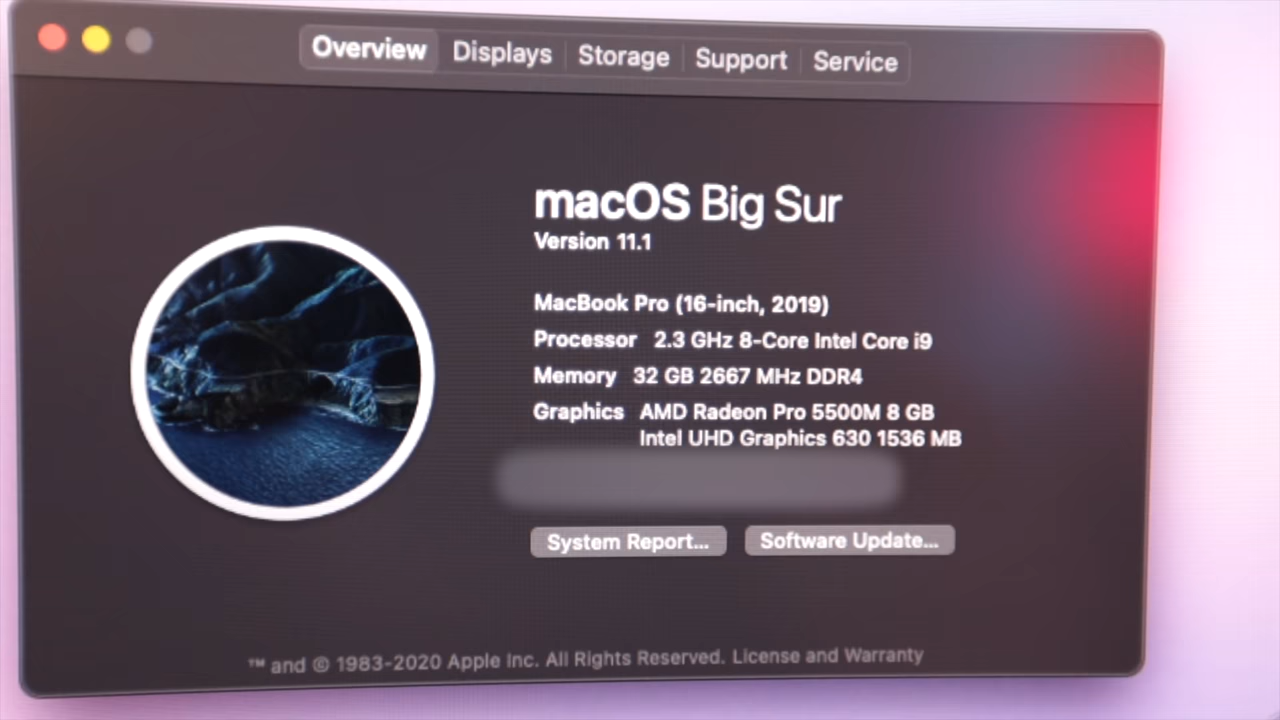 Overview Displays Storage Support Service
macOS Big Sur
Version 11.1
MacBook Pro (16-inch, 2019)
Processor 2.3 GHz 8-Core Intel Core i9
Memory 32 GB 2667 MHz DDR4
Graphics AMD Radeon Pro 5500M 8 GB
Intel UHD Graphics 630 1536 MB
System Report... Software Update...
™ and © 1983-2020 Apple Inc. All Rights Reserved. License and Warranty